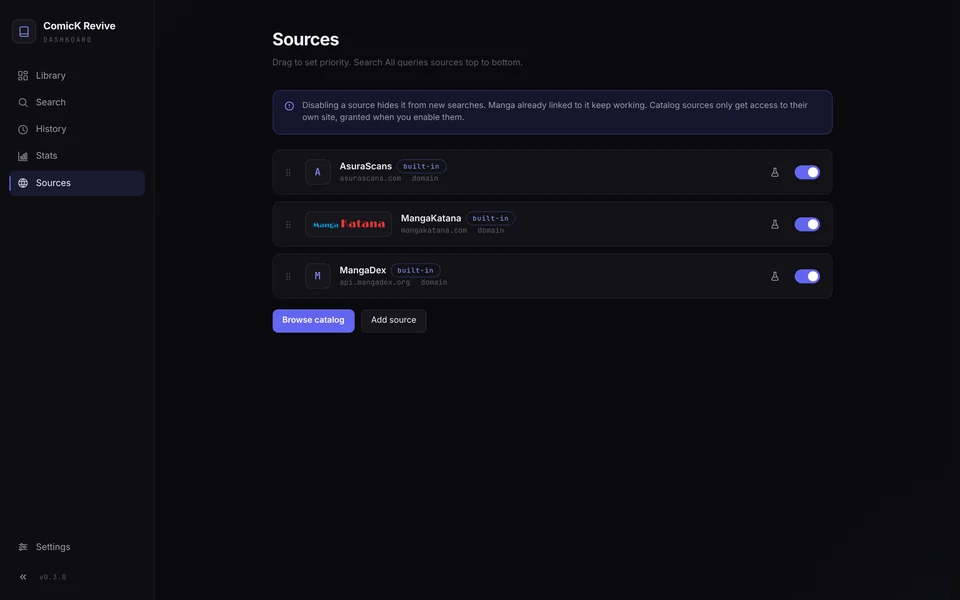 ComicK Revive
DASHBOARD
Library
Search
History
Stats
Sources
Settings
v0.3.0
Sources
Drag to set priority. Search All queries sources top to bottom.
Disabling a source hides it from new searches. Manga already linked to it keep working. Catalog sources only get access to their
own site, granted when you enable them.
A
AsuraScans built-in
asurascans.com domain
Manga Katana
MangaKatana built-in
mangakatana.com domain
M
MangaDex built-in
api.mangadex.org domain
Browse catalog Add source